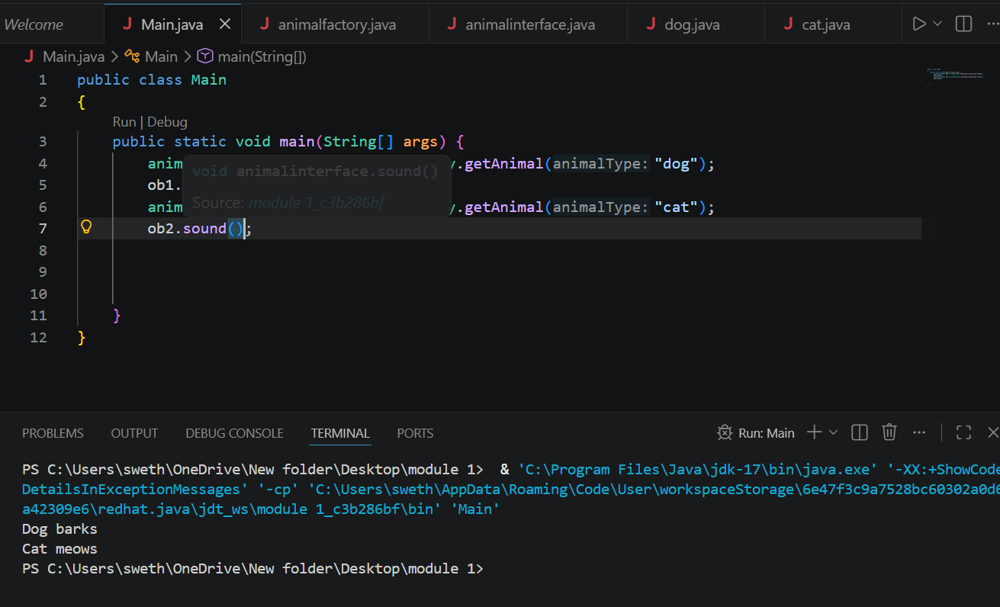 Welcome
Main.java
animalfactory.java
animalinterface.java
dog.java
cat.java
Main.java > Main > main(String[])
1 public class Main
2 {
Run | Debug
3 public static void main(String[] args) {
4 anim y.getAnimal(animalType: "dog");
void animalinterface.sound()
5 ob1.
Source: module 1_c3b286bf
6 anim y.getAnimal(animalType: "cat");
7 ob2.sound();
8
9
10
11 }
12 }
PROBLEMS OUTPUT DEBUG CONSOLE TERMINAL PORTS Run: Main
PS C:\Users\sweth\OneDrive\New folder\Desktop\module 1> & 'C:\Program Files\Java\jdk-17\bin\java.exe' '-XX:+ShowCode
DetailsInExceptionMessages' '-cp' 'C:\Users\sweth\AppData\Roaming\Code\User\workspaceStorage\6e47f3c9a7528bc60302a0d6
a42309e6\redhat.java\jdt_ws\module 1_c3b286bf\bin' 'Main'
Dog barks
Cat meows
PS C:\Users\sweth\OneDrive\New folder\Desktop\module 1>